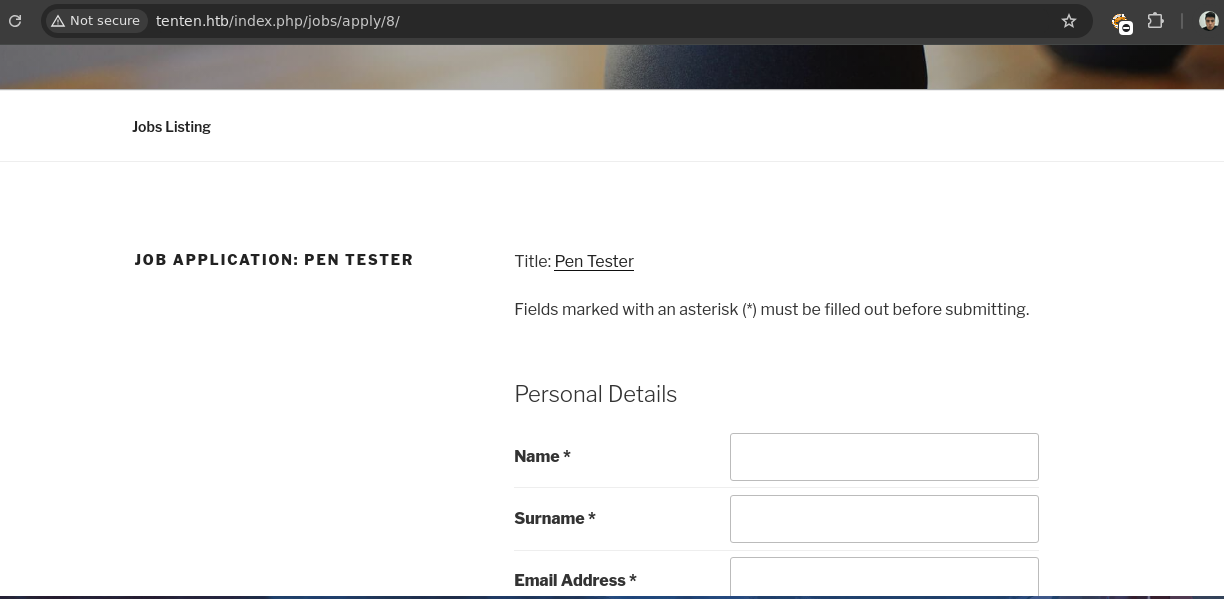 Not secure tenten.htb/index.php/jobs/apply/8/
Jobs Listing
JOB APPLICATION: PEN TESTER
Title: Pen Tester
Fields marked with an asterisk (*) must be filled out before submitting.
Personal Details
Name *
Surname *
Email Address *